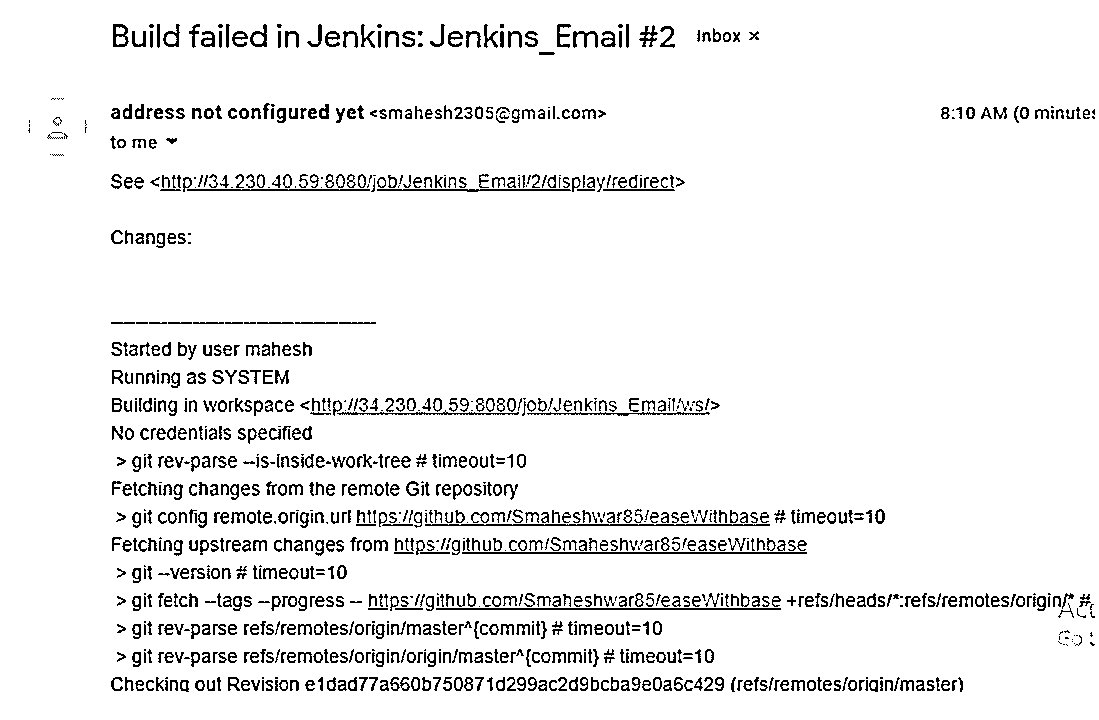 Build failed in Jenkins: Jenkins_Email #2 Inbox ×
address not configured yet <smahesh2305@gmail.com> 8:10 AM (0 minutes
to me
See <http://34.230.40.59:8080/job/Jenkins_Email/2/display/redirect>
Changes:
------------------------------------------
Started by user mahesh
Running as SYSTEM
Building in workspace <http://34.230.40.59:8080/job/Jenkins_Email/ws/>
No credentials specified
> git rev-parse --is-inside-work-tree # timeout=10
Fetching changes from the remote Git repository
> git config remote.origin.url https://github.com/Smaheshwar85/easeWithbase # timeout=10
Fetching upstream changes from https://github.com/Smaheshwar85/easeWithbase
> git --version # timeout=10
> git fetch --tags --progress -- https://github.com/Smaheshwar85/easeWithbase +refs/heads/*:refs/remotes/origin/* #
> git rev-parse refs/remotes/origin/master^{commit} # timeout=10
Go t
> git rev-parse refs/remotes/origin/origin/master^{commit} # timeout=10
Checking out Revision e1dad77a660b750871d299ac2d9bcba9e0a6c429 (refs/remotes/origin/master)